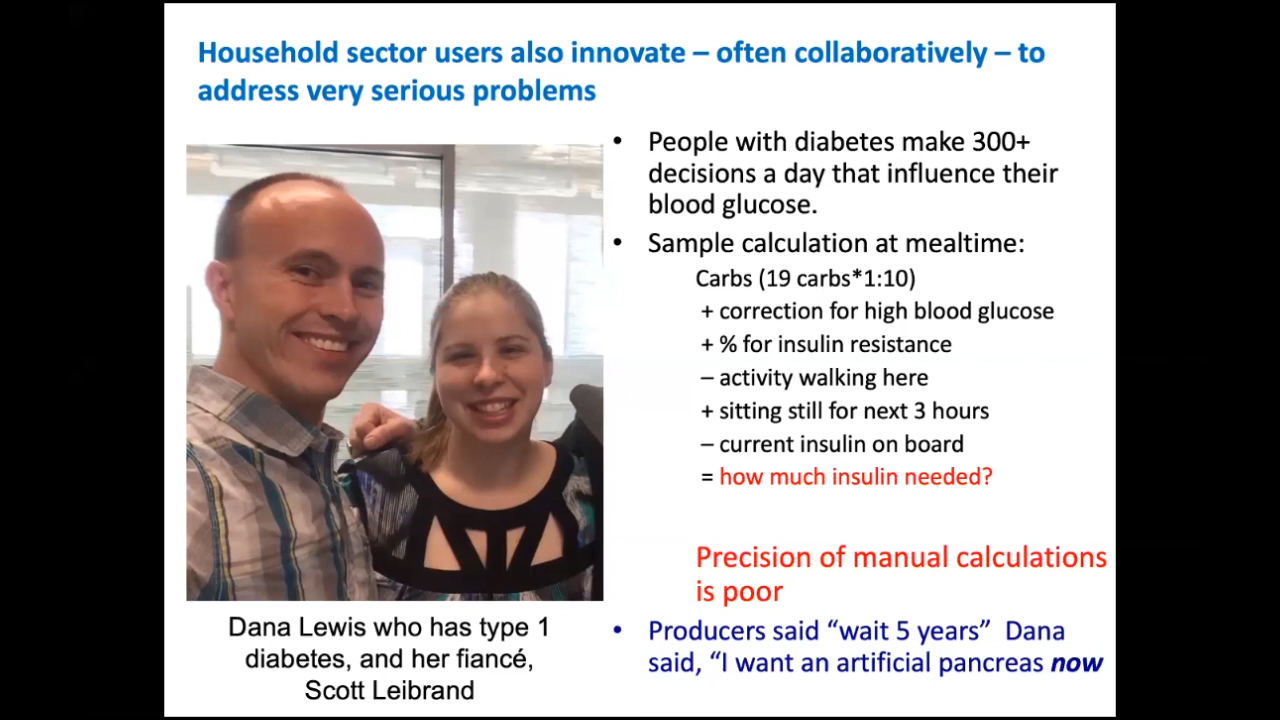 Household sector users also innovate – often collaboratively – to
address very serious problems
• People with diabetes make 300+
decisions a day that influence their
blood glucose.
• Sample calculation at mealtime:
Carbs (19 carbs*1:10)
+ correction for high blood glucose
+ % for insulin resistance
– activity walking here
+ sitting still for next 3 hours
– current insulin on board
= how much insulin needed?
Precision of manual calculations
is poor
• Producers said “wait 5 years” Dana
said, “I want an artificial pancreas now
Dana Lewis who has type 1
diabetes, and her fiancé,
Scott Leibrand